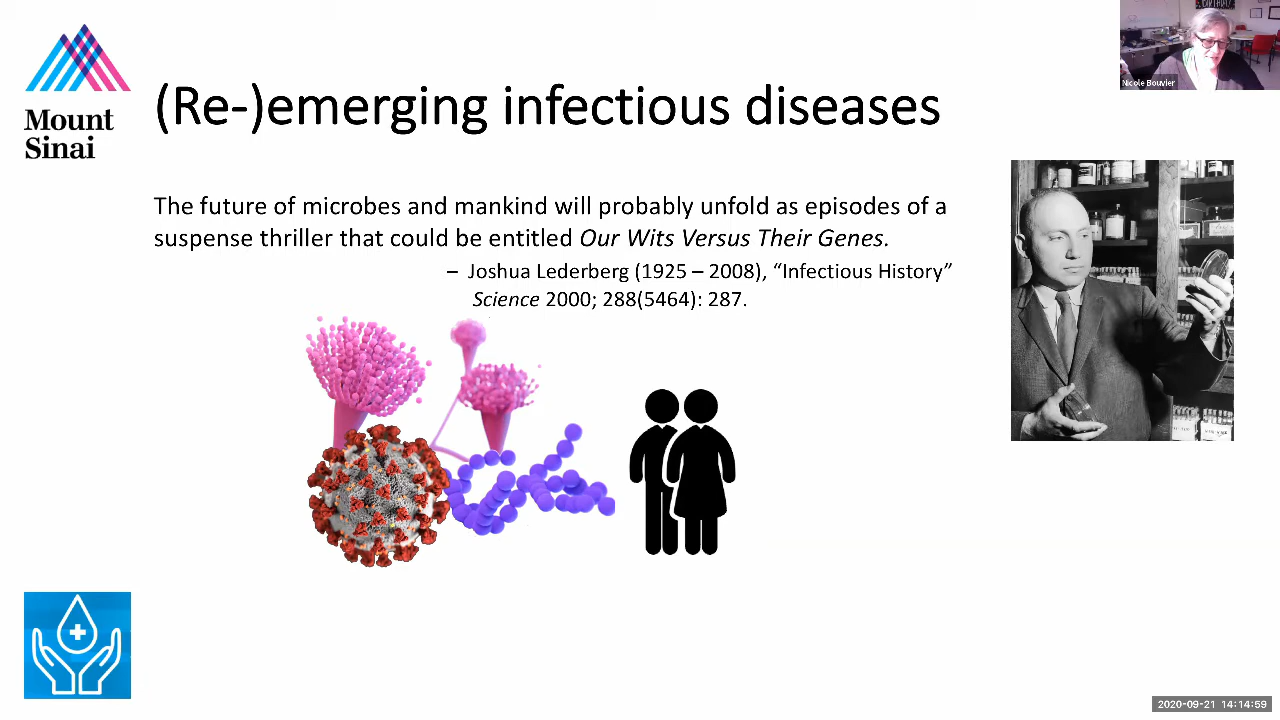 Mount
Sinai
(Re-)emerging infectious diseases
The future of microbes and mankind will probably unfold as episodes of a
suspense thriller that could be entitled Our Wits Versus Their Genes.
– Joshua Lederberg (1925 – 2008), “Infectious History”
Science 2000; 288(5464): 287.
Nicole Bouvier
2020-09-21 14:14:59